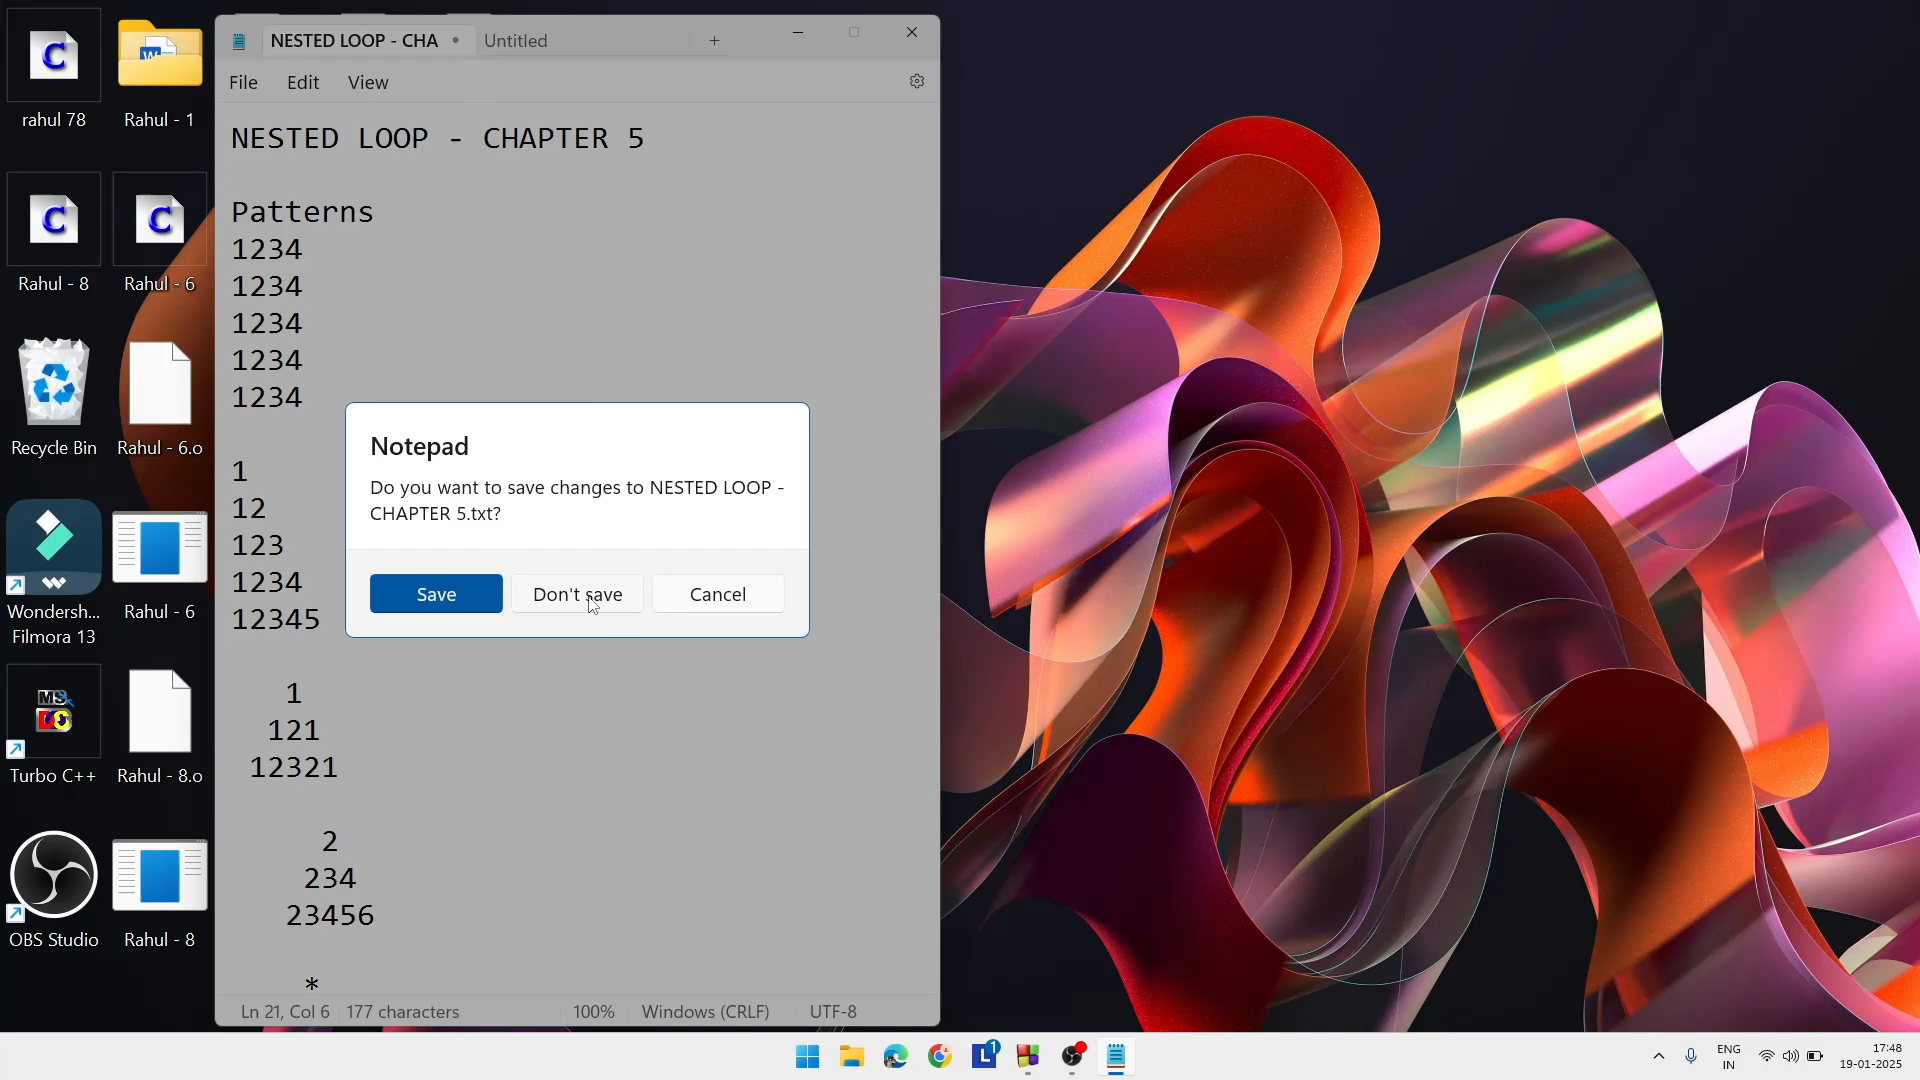 rahul 78
Rahul - 1
Rahul - 8
Rahul - 6
Recycle Bin
Rahul - 6.o
Wondersh...
Filmora 13
Rahul - 6
Turbo C++
Rahul - 8.o
OBS Studio
Rahul - 8
NESTED LOOP - CHA
Untitled
File
Edit
View
NESTED LOOP - CHAPTER 5
Patterns
1234
1234
1234
1234
1234
1
12
123
1234
12345
1
121
12321
2
234
23456
*
Notepad
Do you want to save changes to NESTED LOOP -
CHAPTER 5.txt?
Save
Don't save
Cancel
Ln 21, Col 6
177 characters
100%
Windows (CRLF)
UTF-8
ENG
IN
17:48
19-01-2025